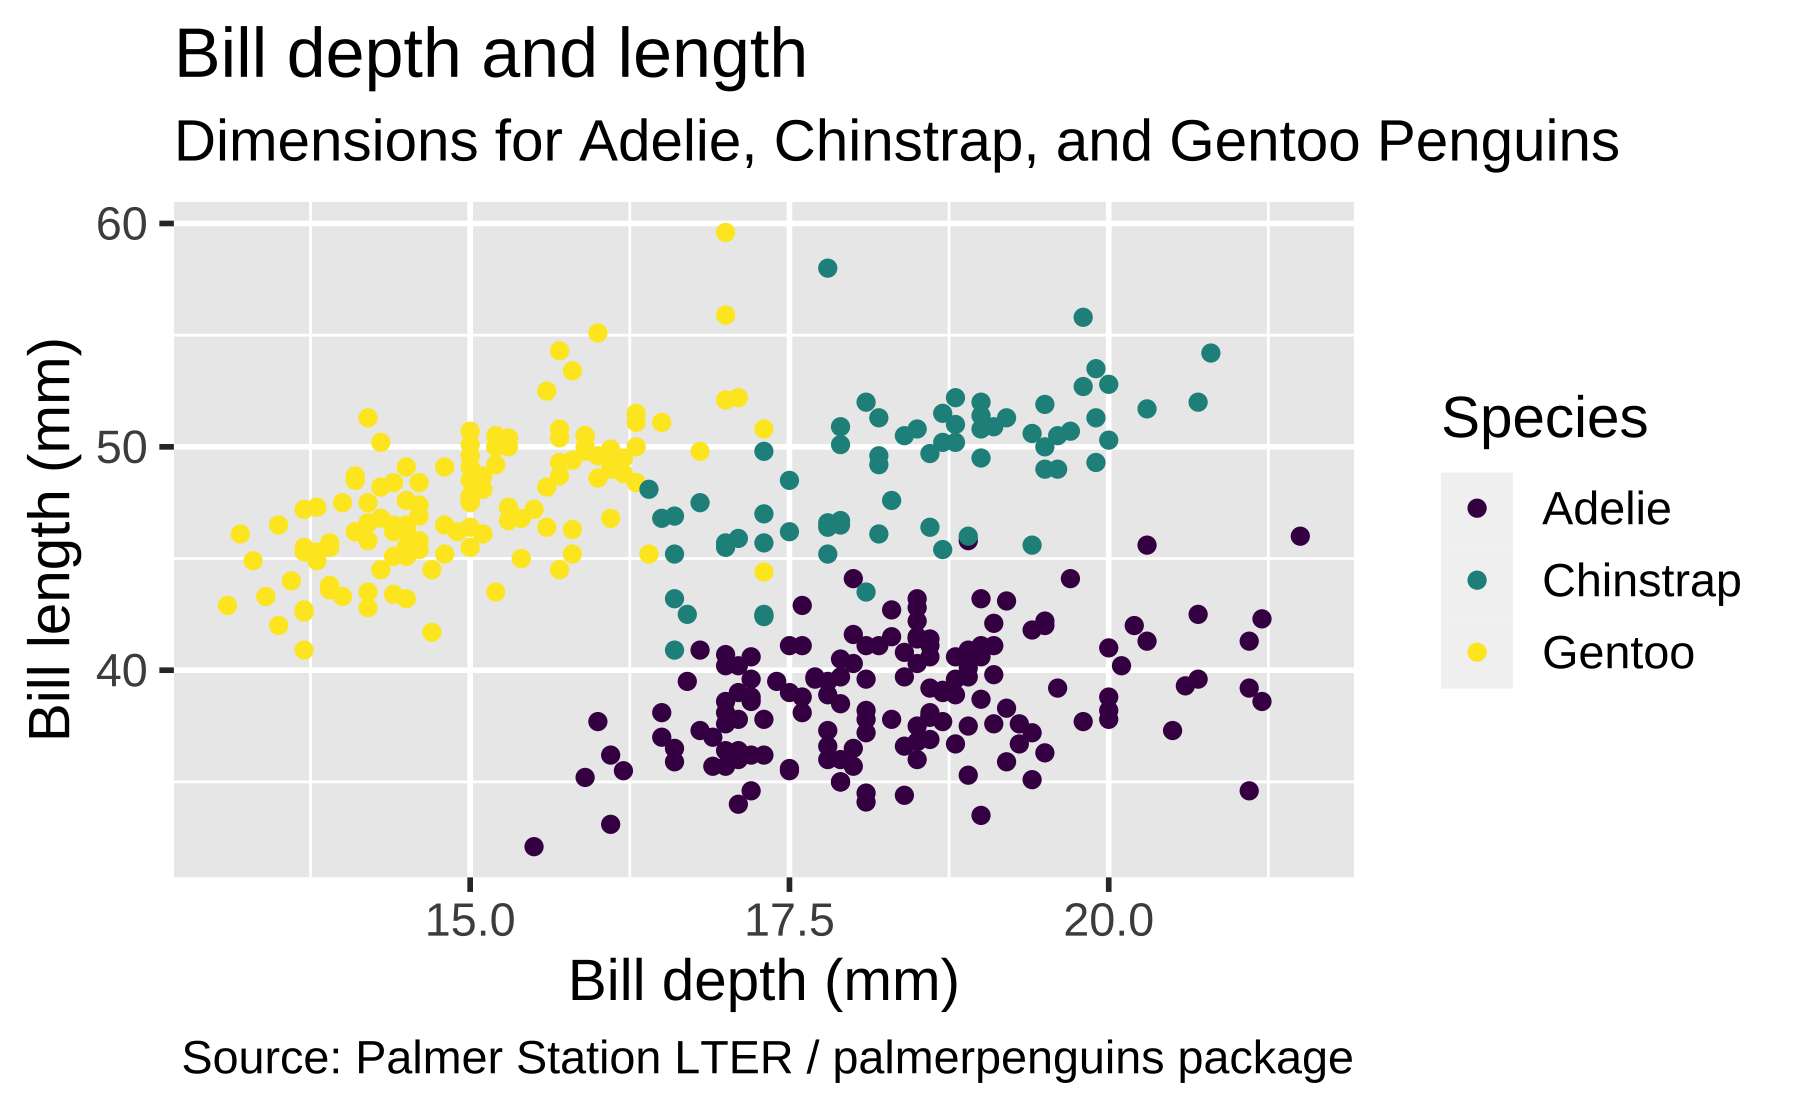 Bill depth and length
Dimensions for Adelie, Chinstrap, and Gentoo Penguins
60
50
40
Bill length (mm)
15.0 17.5 20.0
Bill depth (mm)
Species
Adelie
Chinstrap
Gentoo
Source: Palmer Station LTER / palmerpenguins package